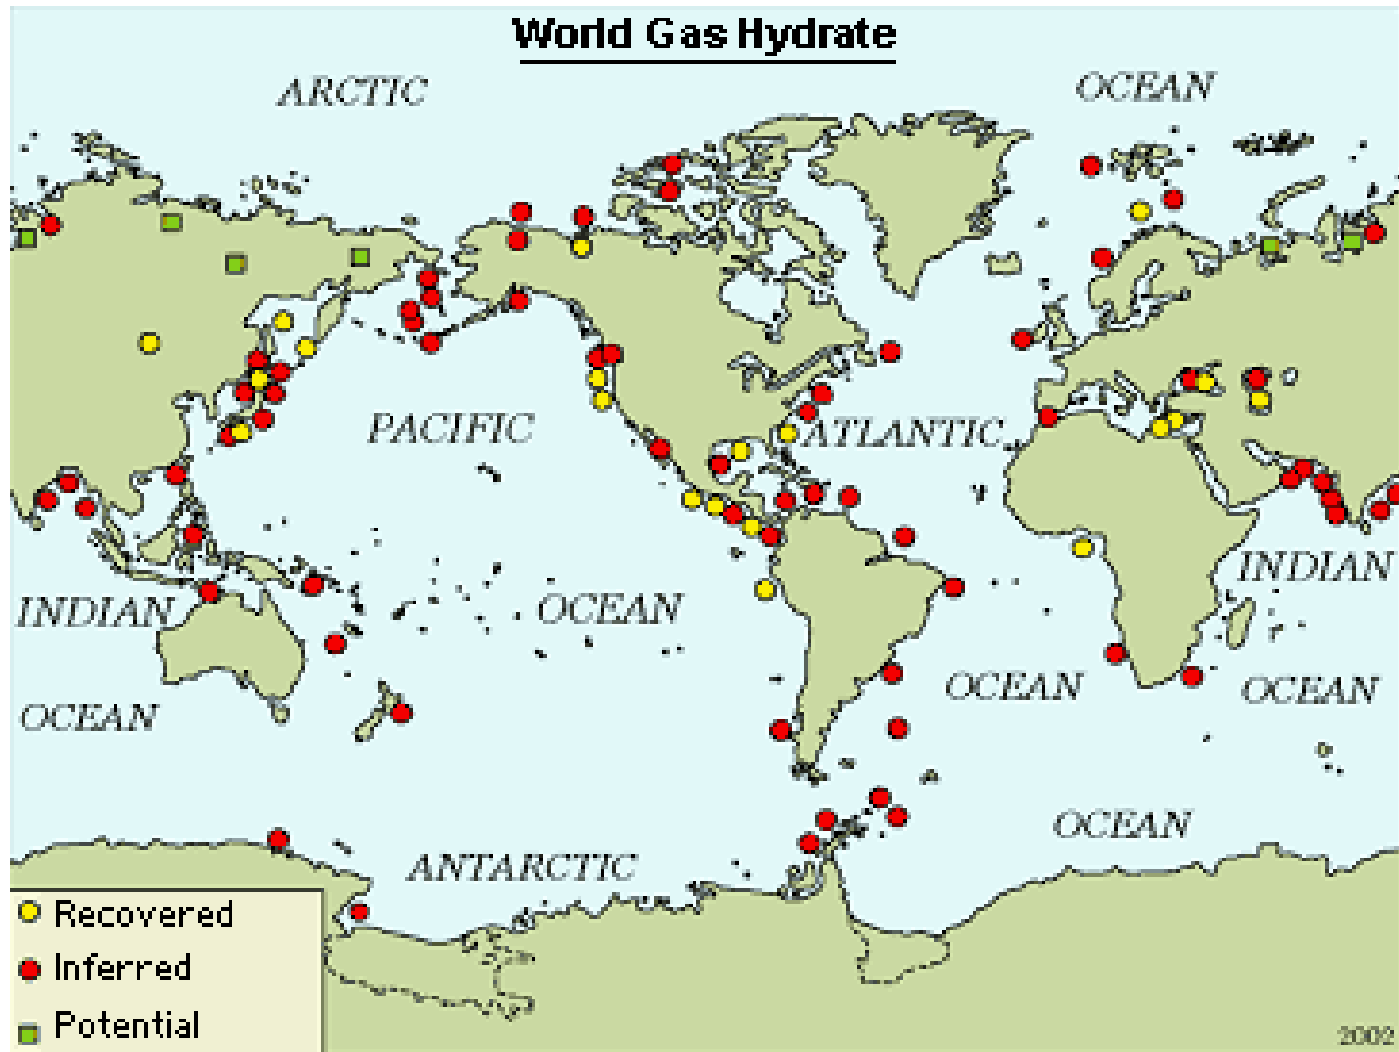 World Gas Hydrate
ARCTIC
OCEAN
PACIFIC
ATLANTIC
INDIAN
INDIAN
OCEAN
OCEAN
OCEAN
OCEAN
OCEAN
ANTARCTIC
Recovered
Inferred
Potential
2002